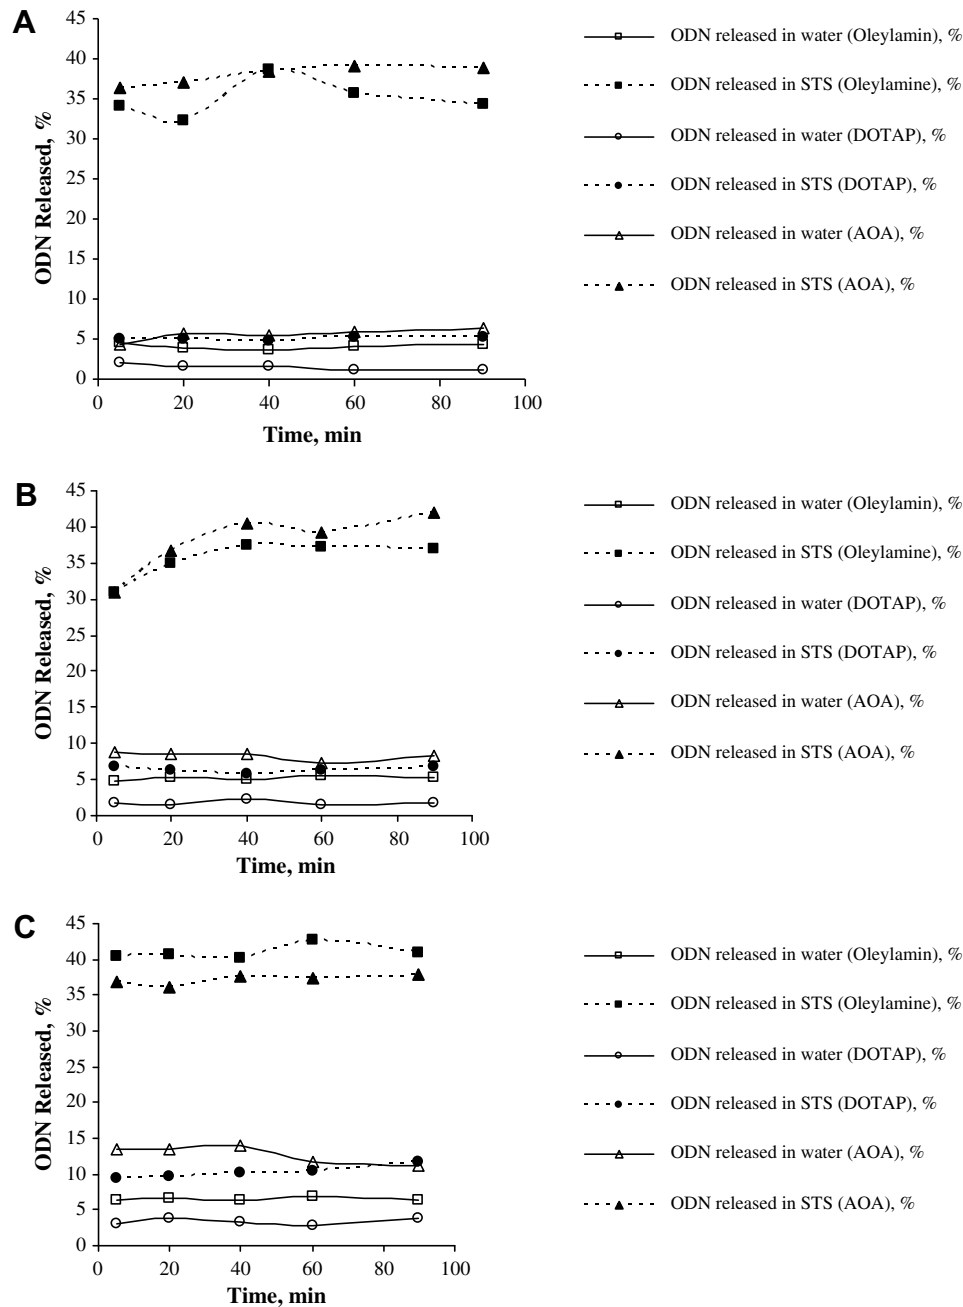 A
45
40
35
30
25
20
15
10
5
0
0 20 40 60 80 100
ODN Released, %
Time, min
ODN released in water (Oleylamin), %
ODN released in STS (Oleylamine), %
ODN released in water (DOTAP), %
ODN released in STS (DOTAP), %
ODN released in water (AOA), %
ODN released in STS (AOA), %
B
45
40
35
30
25
20
15
10
5
0
0 20 40 60 80 100
ODN Released, %
Time, min
ODN released in water (Oleylamin), %
ODN released in STS (Oleylamine), %
ODN released in water (DOTAP), %
ODN released in STS (DOTAP), %
ODN released in water (AOA), %
ODN released in STS (AOA), %
C
45
40
35
30
25
20
15
10
5
0
0 20 40 60 80 100
ODN Released, %
Time, min
ODN released in water (Oleylamin), %
ODN released in STS (Oleylamine), %
ODN released in water (DOTAP), %
ODN released in STS (DOTAP), %
ODN released in water (AOA), %
ODN released in STS (AOA), %